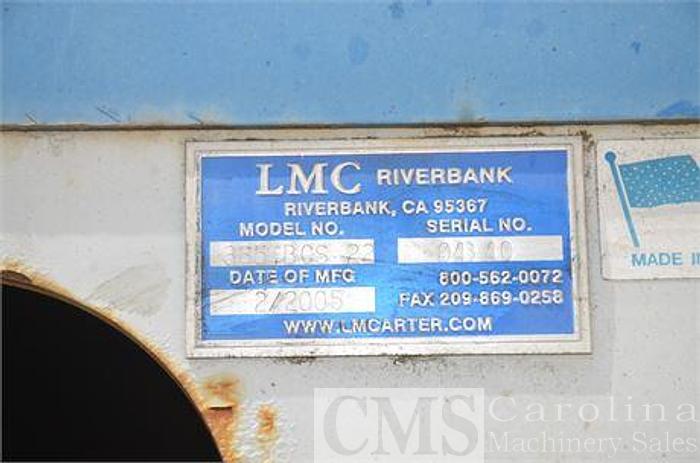 LMC RIVERBANK
RIVERBANK, CA 95367
MODEL NO. SERIAL NO.
DATE OF MFG 800-562-0072
2/2005 FAX 209-869-0258
WWW.LMCARTER.COM
MADE I
CMS Carolina
Machinery Sales